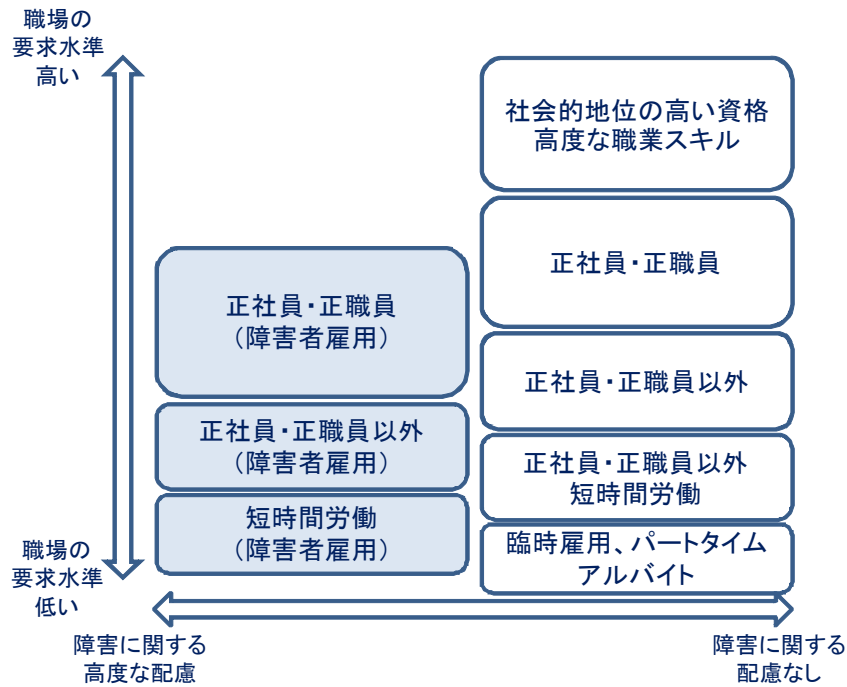 職場の
要求水準
高い
社会的地位の高い資格
高度な職業スキル
正社員・正職員
正社員・正職員
（障害者雇用）
正社員・正職員以外
正社員・正職員以外
（障害者雇用）
正社員・正職員以外
短時間労働
短時間労働
（障害者雇用）
臨時雇用、パートタイム
アルバイト
職場の
要求水準
低い
障害に関する
高度な配慮
障害に関する
配慮なし